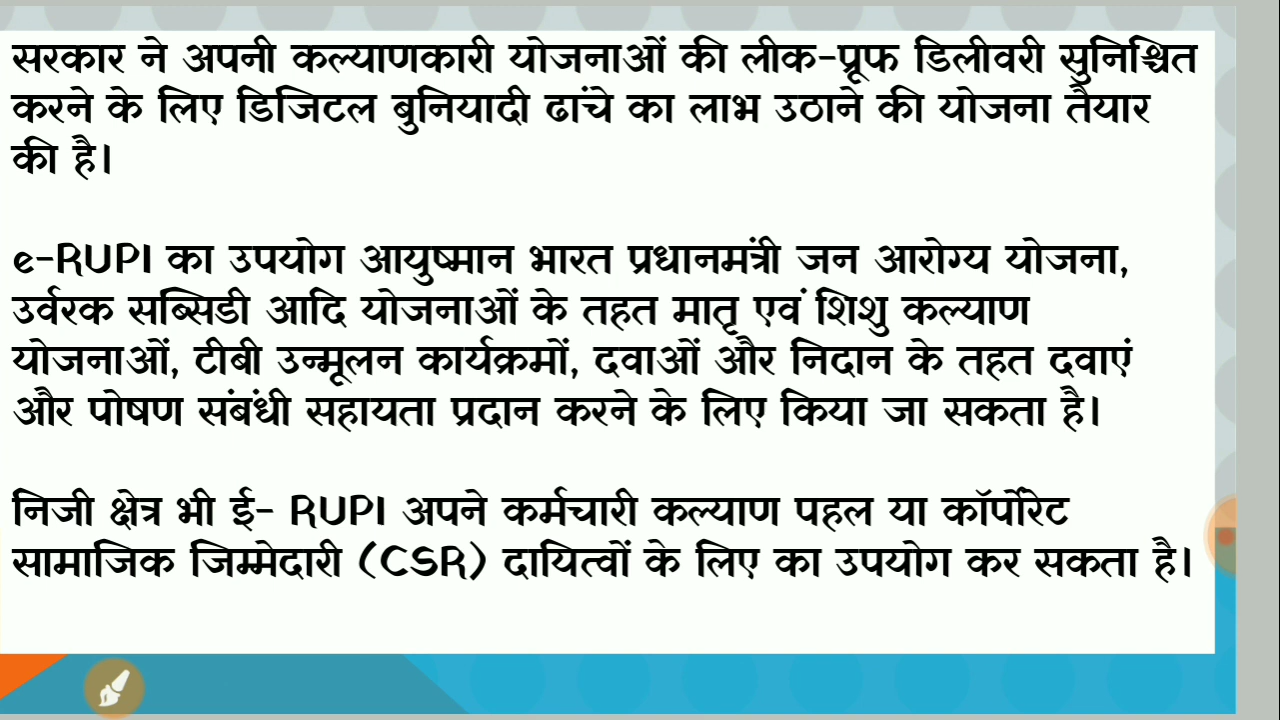 सरकार ने अपनी कल्याणकारी योजनाओं की लीक-प्रूफ डिलीवरी सुनिश्चित
करने के लिए डिजिटल बुनियादी ढांचे का लाभ उठाने की योजना तैयार
की है।
e-RUPI का उपयोग आयुष्मान भारत प्रधानमंत्री जन आरोग्य योजना,
उर्वरक सब्सिडी आदि योजनाओं के तहत मातृ एवं शिशु कल्याण
योजनाओं, टीबी उन्मूलन कार्यक्रमों, दवाओं और निदान के तहत दवाएं
और पोषण संबंधी सहायता प्रदान करने के लिए किया जा सकता है।
निजी क्षेत्र भी ई- RUPI अपने कर्मचारी कल्याण पहल या कॉर्पोरेट
सामाजिक जिम्मेदारी (CSR) दायित्वों के लिए का उपयोग कर सकता है।